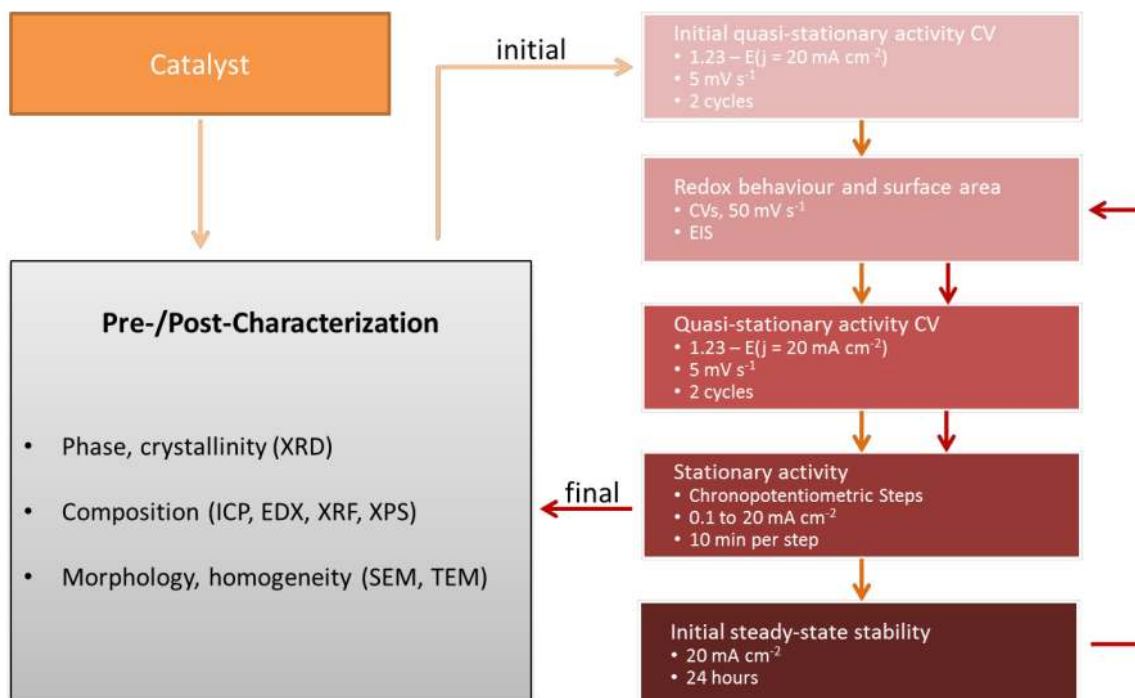 Catalyst
initial
Initial quasi-stationary activity CV
• 1.23 – E(j = 20 mA cm⁻²)
• 5 mV s⁻¹
• 2 cycles
Redox behaviour and surface area
• CVs, 50 mV s⁻¹
• EIS
Quasi-stationary activity CV
• 1.23 – E(j = 20 mA cm⁻²)
• 5 mV s⁻¹
• 2 cycles
Stationary activity
• Chronopotentiometric Steps
• 0.1 to 20 mA cm⁻²
• 10 min per step
Initial steady-state stability
• 20 mA cm⁻²
• 24 hours
final
Pre-/Post-Characterization
• Phase, crystallinity (XRD)
• Composition (ICP, EDX, XRF, XPS)
• Morphology, homogeneity (SEM, TEM)